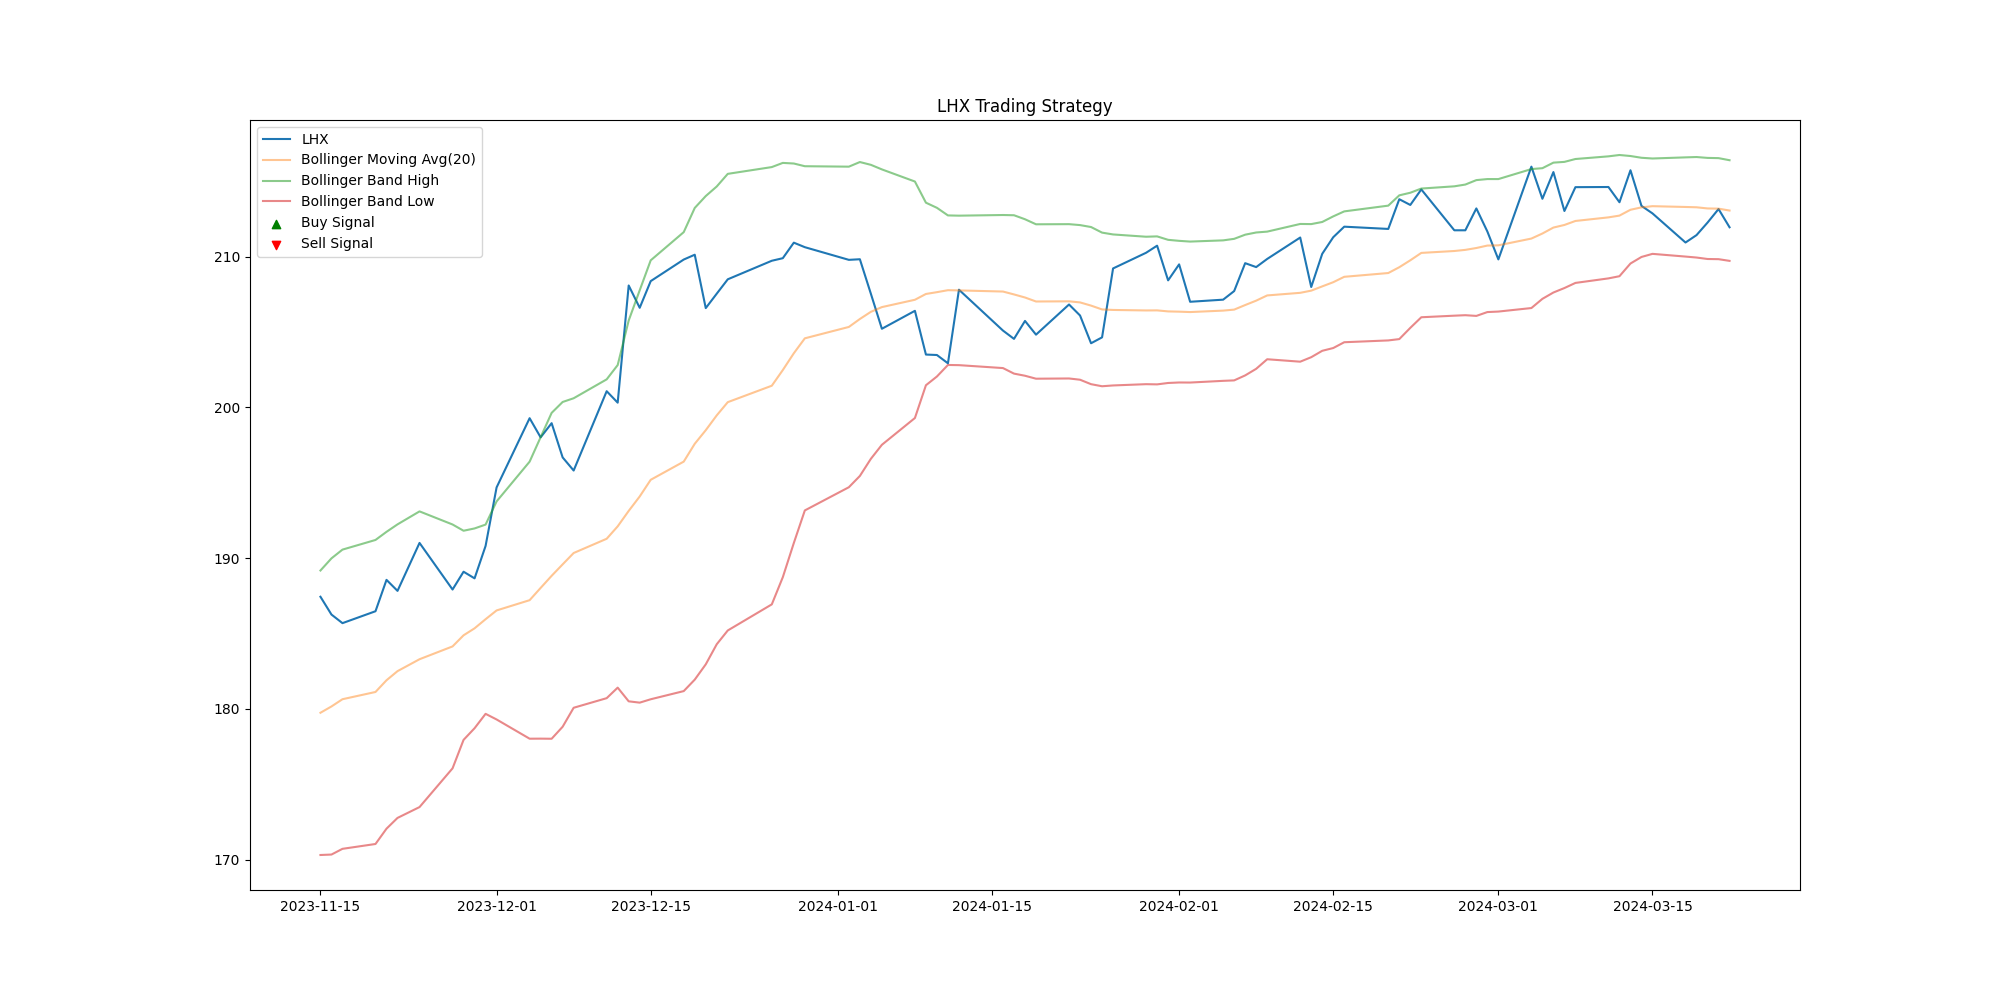 LHX Trading Strategy
LHX
Bollinger Moving Avg(20)
Bollinger Band High
Bollinger Band Low
Buy Signal
Sell Signal
210
200
190
180
170
2023-11-15 2023-12-01 2023-12-15 2024-01-01 2024-01-15 2024-02-01 2024-02-15 2024-03-01 2024-03-15